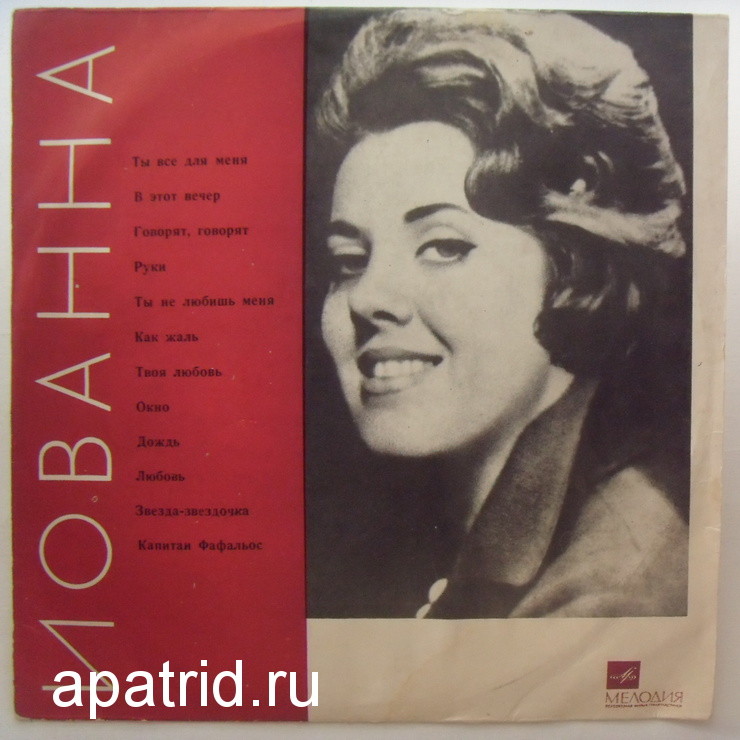 ИОВАННА
Ты все для меня
В этот вечер
Говорят, говорят
Руки
Ты не любишь меня
Как жаль
Твоя любовь
Окно
Дождь
Любовь
Звезда-звездочка
Капитан Фафальос
МЕЛОДИЯ
apatrid.ru